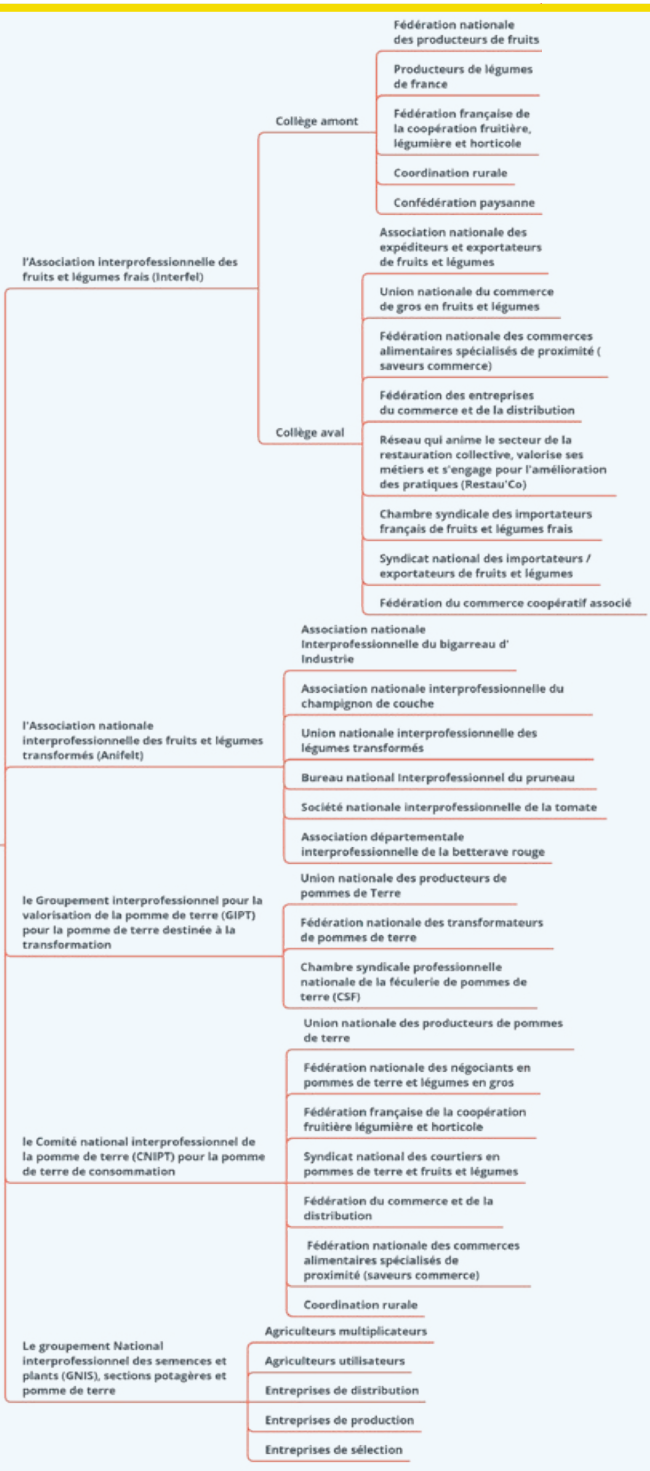 Fédération nationale
des producteurs de fruits
Producteurs de légumes
de france
Collège amont
Fédération française de
la coopération fruitière,
légumière et horticole
Coordination rurale
Confédération paysanne
l'Association interprofessionnelle des
fruits et légumes frais (Interfel)
Association nationale des
expéditeurs et exportateurs
de fruits et légumes
Union nationale du commerce
de gros en fruits et légumes
Fédération nationale des commerces
alimentaires spécialisés de proximité (
saveurs commerce)
Fédération des entreprises
du commerce et de la distribution
Collège aval
Réseau qui anime le secteur de la
restauration collective, valorise ses
métiers et s'engage pour l'amélioration
des pratiques (Restau'Co)
Chambre syndicale des importateurs
français de fruits et légumes frais
Syndicat national des importateurs /
exportateurs de fruits et légumes
Fédération du commerce coopératif associé
Association nationale
Interprofessionnelle du bigarreau d'
Industrie
Association nationale interprofessionnelle du
champignon de couche
l'Association nationale
interprofessionnelle des fruits et légumes
transformés (Anifelt)
Union nationale interprofessionnelle des
légumes transformés
Bureau national Interprofessionnel du pruneau
Société nationale interprofessionnelle de la tomate
Association départementale
interprofessionnelle de la betterave rouge
le Groupement interprofessionnel pour la
valorisation de la pomme de terre (GIPT)
pour la pomme de terre destinée à la
transformation
Union nationale des producteurs de
pommes de Terre
Fédération nationale des transformateurs
de pommes de terre
Chambre syndicale professionnelle
nationale de la féculerie de pommes de
terre (CSF)
Union nationale des producteurs de pommes
de terre
Fédération nationale des négociants en
pommes de terre et légumes en gros
Fédération française de la coopération
fruitière légumière et horticole
le Comité national interprofessionnel de
la pomme de terre (CNIPT) pour la pomme
de terre de consommation
Syndicat national des courtiers en
pommes de terre et fruits et légumes
Fédération du commerce et de la
distribution
Fédération nationale des commerces
alimentaires spécialisés de
proximité (saveurs commerce)
Coordination rurale
Le groupement National
interprofessionnel des semences et
plants (GNIS), sections potagères et
pomme de terre
Agriculteurs multiplicateurs
Agriculteurs utilisateurs
Entreprises de distribution
Entreprises de production
Entreprises de sélection